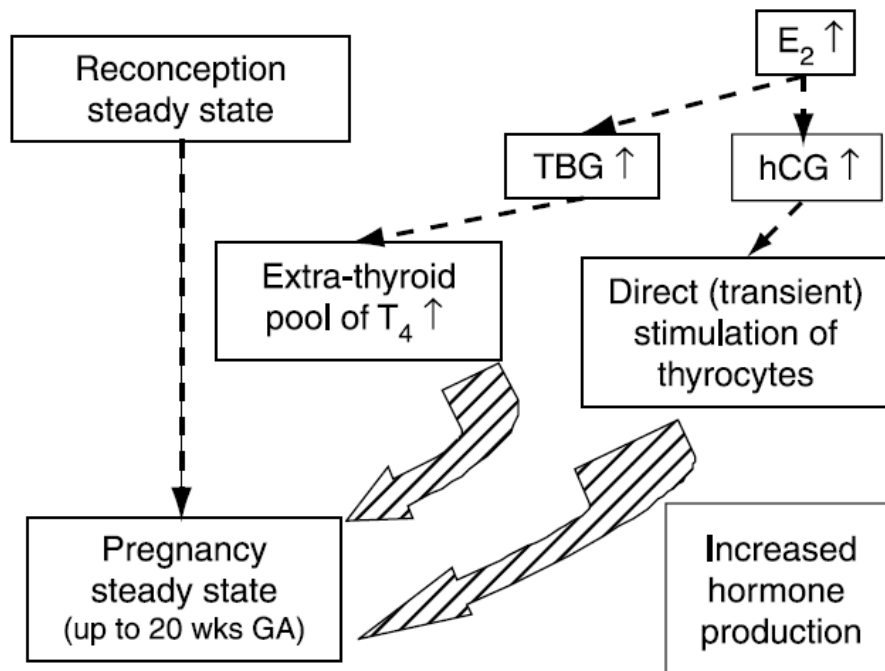 Reconception
steady state
E₂ ↑
TBG ↑
hCG ↑
Extra-thyroid
pool of T₄ ↑
Direct (transient)
stimulation of
thyrocytes
Pregnancy
steady state
(up to 20 wks GA)
Increased
hormone
production